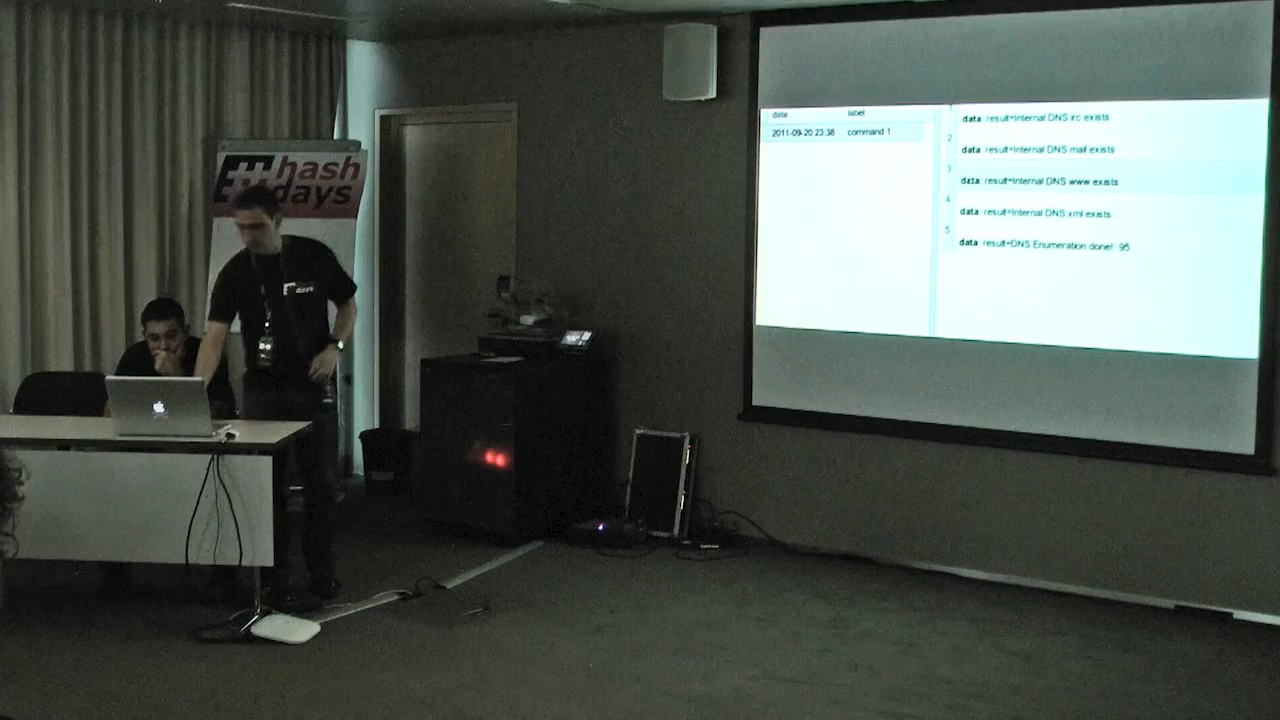 hash
days
days
date label
2011-09-20 23:38 command 1
1
data: result=Internal DNS irc exists
2
data: result=Internal DNS mail exists
3
data: result=Internal DNS www exists
4
data: result=Internal DNS xml exists
5
data: result=DNS Enumeration done!: 95